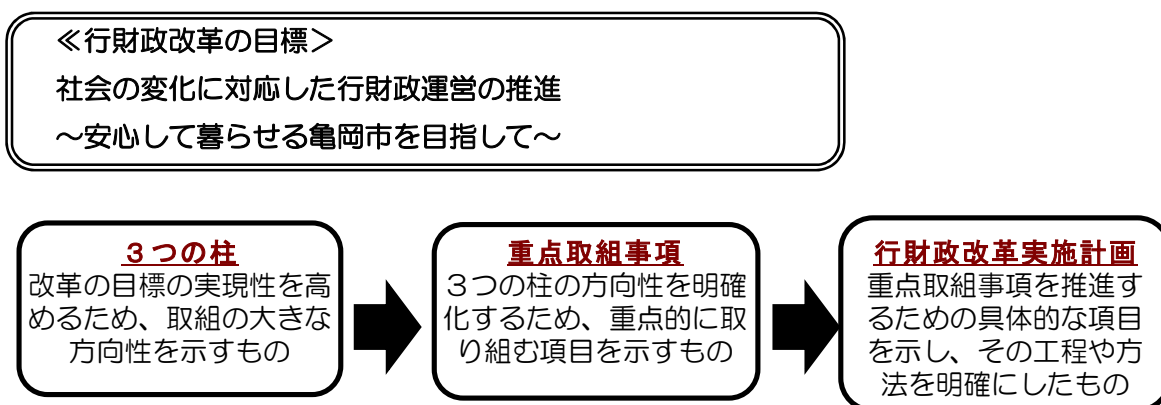 ≪行財政改革の目標＞
社会の変化に対応した行財政運営の推進
～安心して暮らせる亀岡市を目指して～
３つの柱
改革の目標の実現性を高
めるため、取組の大きな
方向性を示すもの
重点取組事項
３つの柱の方向性を明確
化するため、重点的に取
り組む項目を示すもの
行財政改革実施計画
重点取組事項を推進す
るための具体的な項目
を示し、その工程や方
法を明確にしたもの